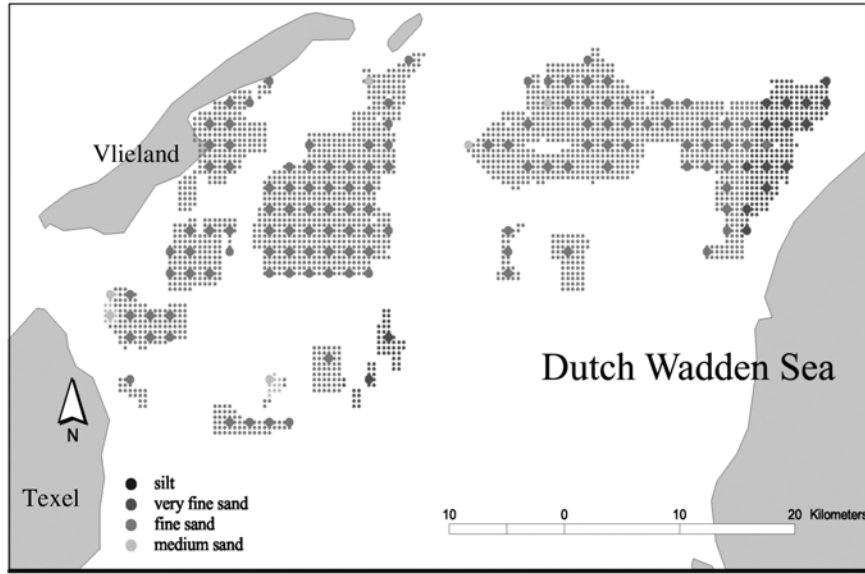 Vlieland
Dutch Wadden Sea
N
Texel
silt
very fine sand
fine sand
medium sand
10 0 10 20 Kilometers